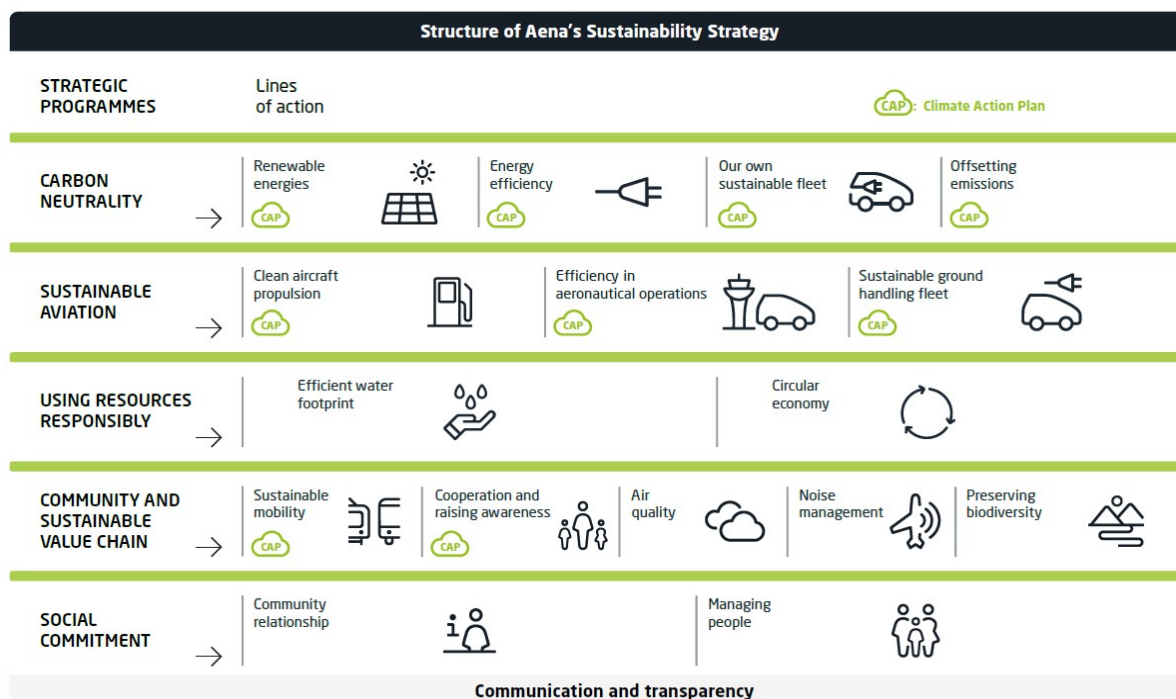 Structure of Aena's Sustainability Strategy
STRATEGIC
PROGRAMMES
Lines
of action
CAP: Climate Action Plan
CARBON
NEUTRALITY
Renewable
energies
CAP
Energy
efficiency
CAP
Our own
sustainable fleet
CAP
Offsetting
emissions
CAP
SUSTAINABLE
AVIATION
Clean aircraft
propulsion
CAP
Efficiency in
aeronautical operations
CAP
Sustainable ground
handling fleet
CAP
USING RESOURCES
RESPONSIBLY
Efficient water
footprint
Circular
economy
COMMUNITY AND
SUSTAINABLE
VALUE CHAIN
Sustainable
mobility
CAP
Cooperation and
raising awareness
CAP
Air
quality
Noise
management
Preserving
biodiversity
SOCIAL
COMMITMENT
Community
relationship
i
Managing
people
Communication and transparency